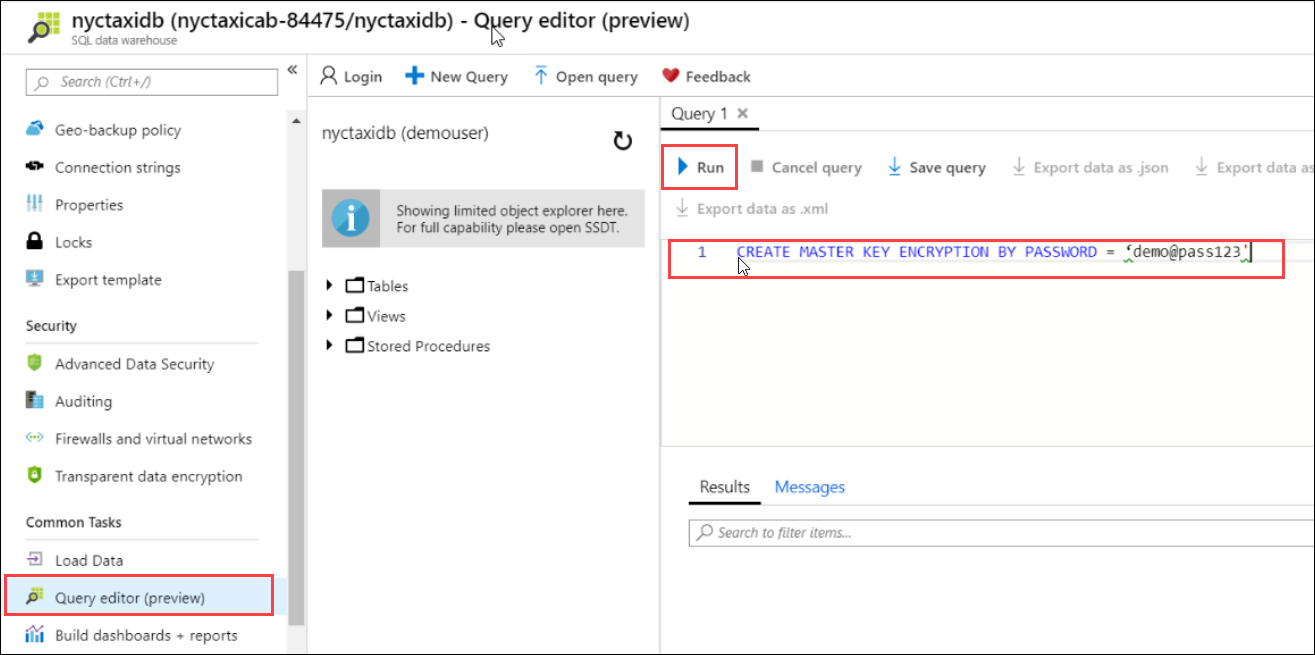 nyctaxidb (nyctaxicab-84475/nyctaxidb) - Query editor (preview)
SQL data warehouse
Search (Ctrl+/)
«
Geo-backup policy
Connection strings
Properties
Locks
Export template
Security
Advanced Data Security
Auditing
Firewalls and virtual networks
Transparent data encryption
Common Tasks
Load Data
Query editor (preview)
Build dashboards + reports
Login
New Query
Open query
Feedback
nyctaxidb (demouser)
Showing limited object explorer here.
For full capability please open SSDT.
Tables
Views
Stored Procedures
Query 1
Run
Cancel query
Save query
Export data as .json
Export data as
Export data as .xml
1 CREATE MASTER KEY ENCRYPTION BY PASSWORD = ‘demo@pass123’
Results
Messages
Search to filter items...